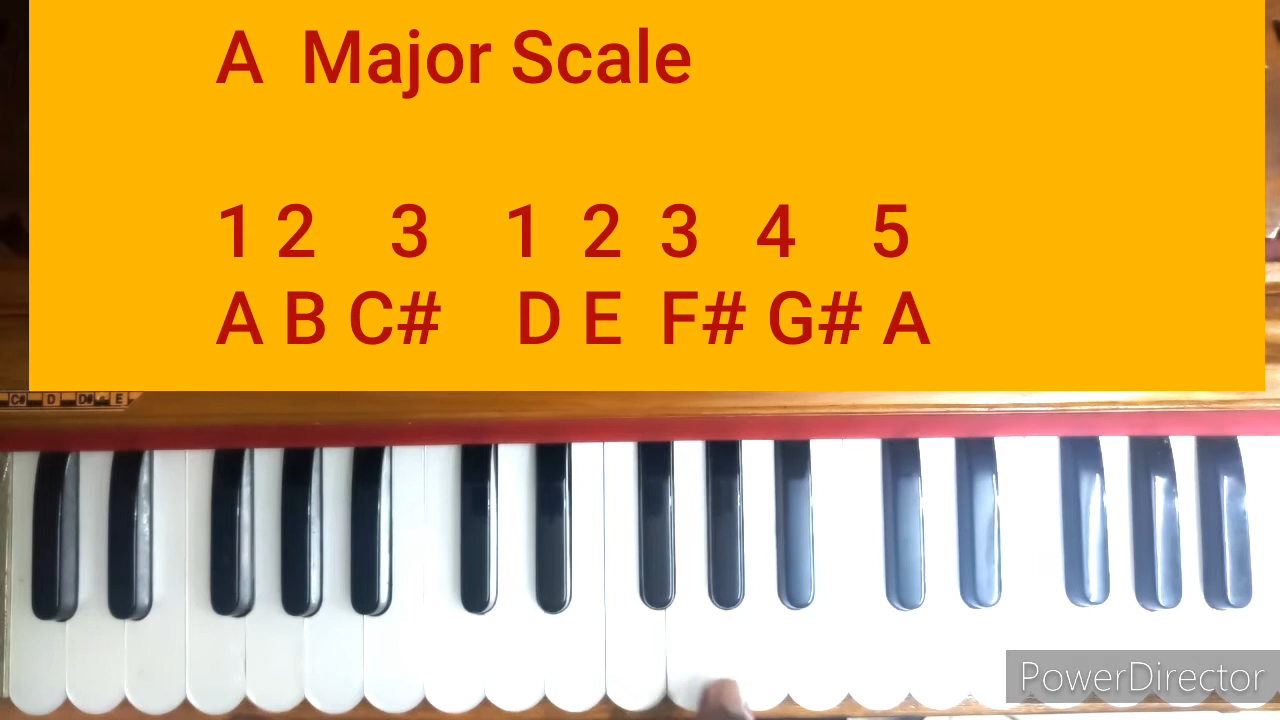 A Major Scale
1 2 3 1 2 3 4 5
A B C# D E F# G# A
C# D D# E
PowerDirector